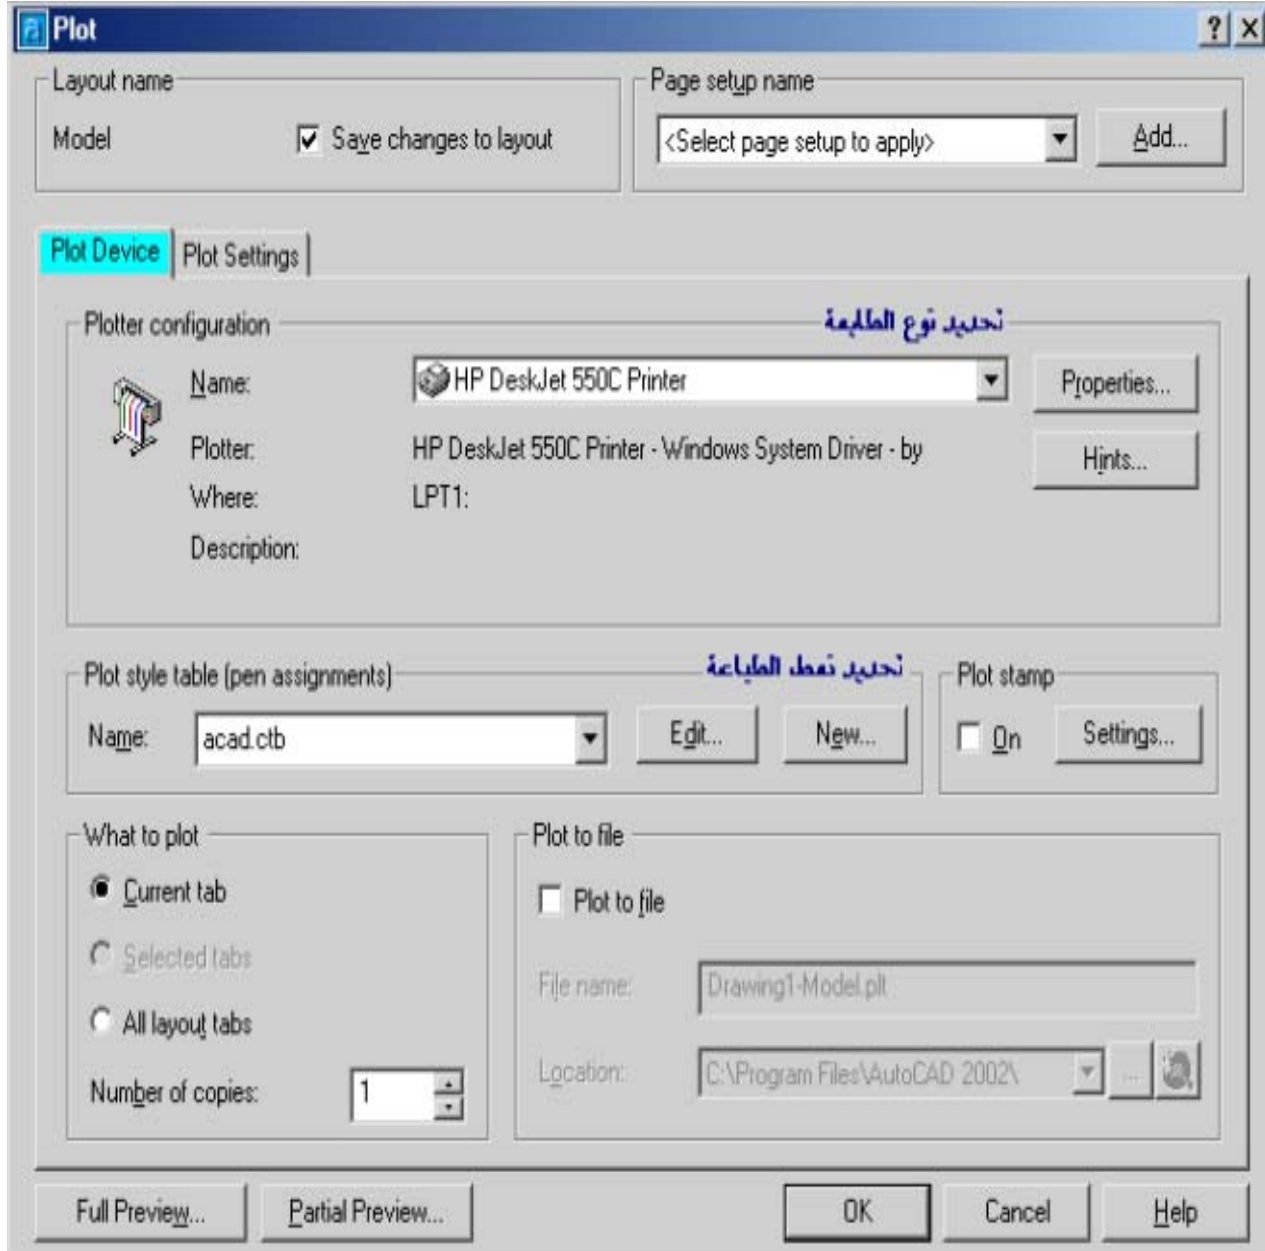 Plot
Layout name
Model
Save changes to layout
Page setup name
<Select page setup to apply>
Add...
Plot Device
Plot Settings
Plotter configuration
تحديد نوع الطابعة
Name:
HP DeskJet 550C Printer
Properties...
Plotter:
HP DeskJet 550C Printer - Windows System Driver - by
Hints...
Where:
LPT1:
Description:
Plot style table (pen assignments)
تحديد نمط الطباعة
Name:
acad.ctb
Edit...
New...
Plot stamp
On
Settings...
What to plot
Current tab
Selected tabs
All layout tabs
Number of copies:
1
Plot to file
Plot to file
File name:
Drawing1-Model.plt
Location:
C:\Program Files\AutoCAD 2002\
...
Full Preview...
Partial Preview...
OK
Cancel
Help